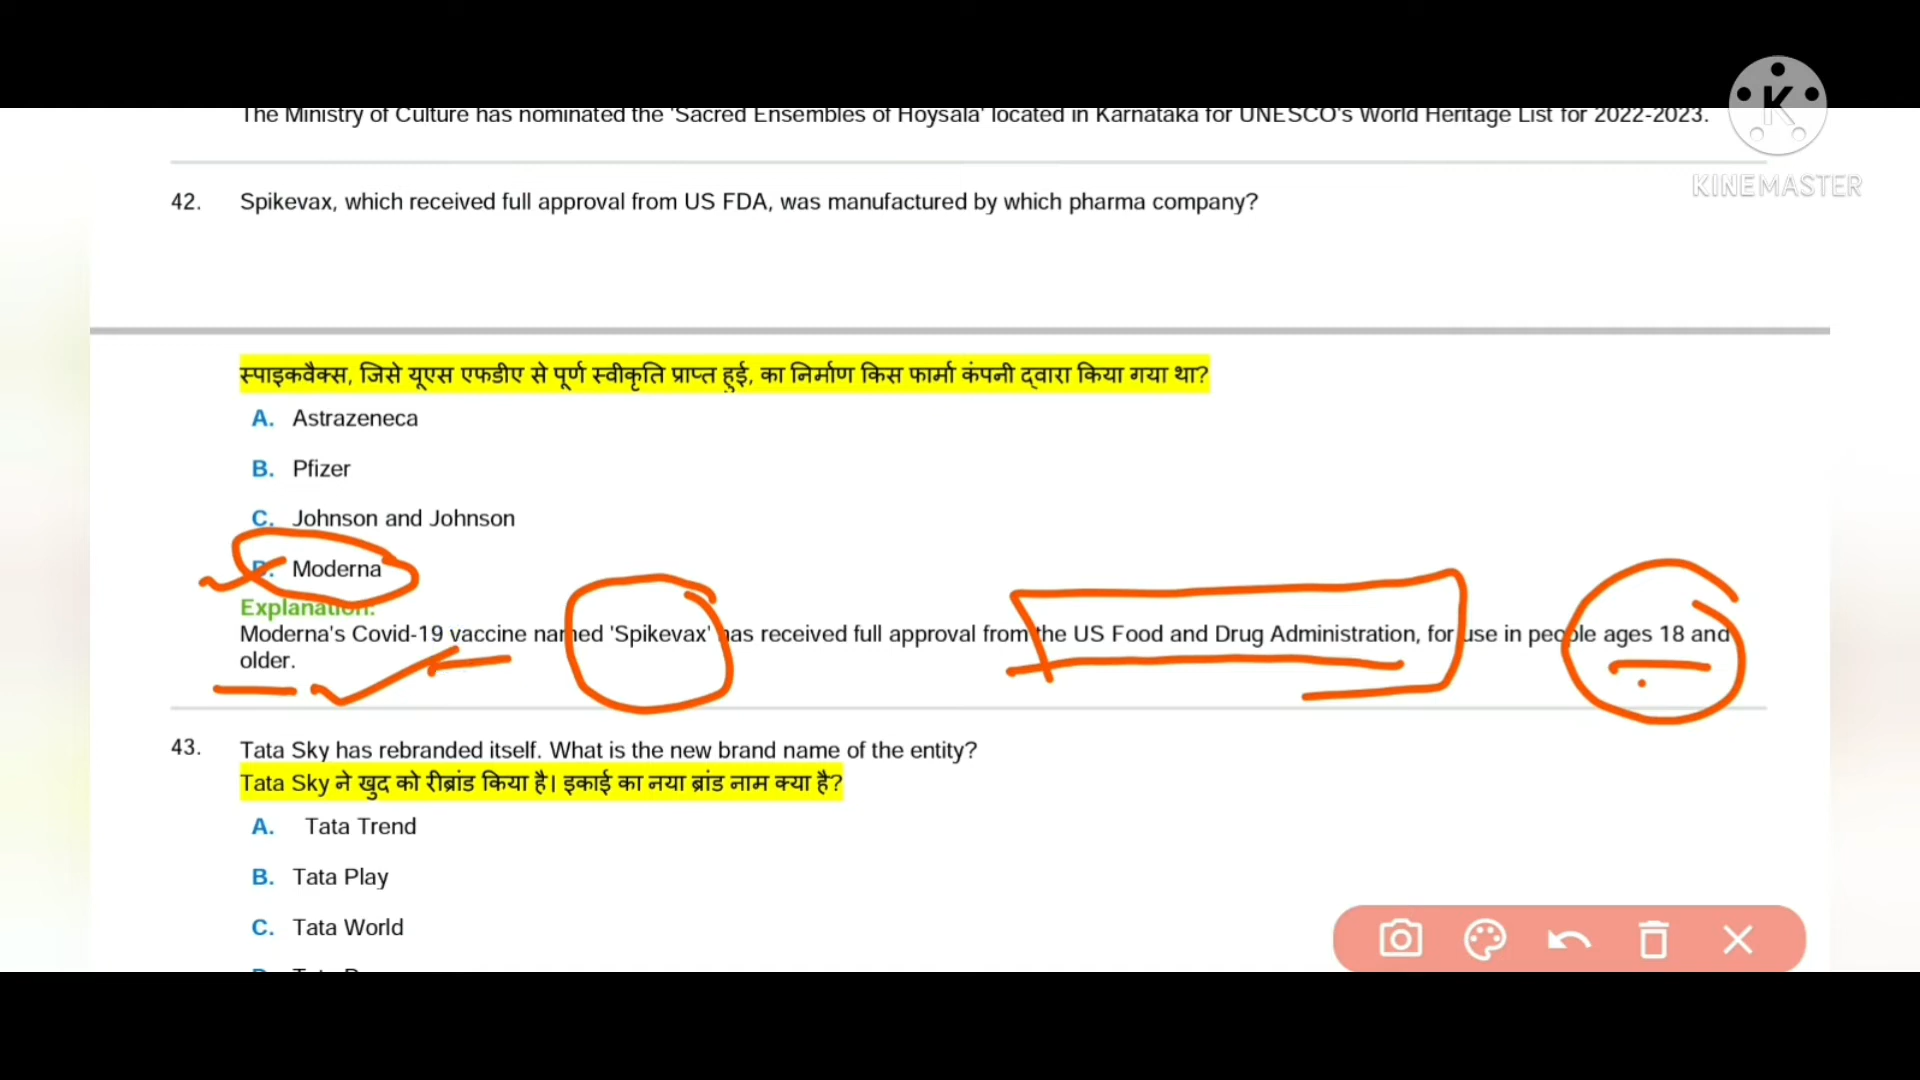 The Ministry of Culture has nominated the 'Sacred Ensembles of Hoysala' located in Karnataka for UNESCO's World Heritage List for 2022-2023.
K
KINEMASTER
42. Spikevax, which received full approval from US FDA, was manufactured by which pharma company?
स्पाइकवैक्स, जिसे यूएस एफडीए से पूर्ण स्वीकृति प्राप्त हुई, का निर्माण किस फार्मा कंपनी द्वारा किया गया था?
A. Astrazeneca
B. Pfizer
C. Johnson and Johnson
D. Moderna
Explanation:
Moderna's Covid-19 vaccine named 'Spikevax' has received full approval from the US Food and Drug Administration, for use in people ages 18 and
older.
43. Tata Sky has rebranded itself. What is the new brand name of the entity?
Tata Sky ने खुद को रीब्रांड किया है। इकाई का नया ब्रांड नाम क्या है?
A. Tata Trend
B. Tata Play
C. Tata World